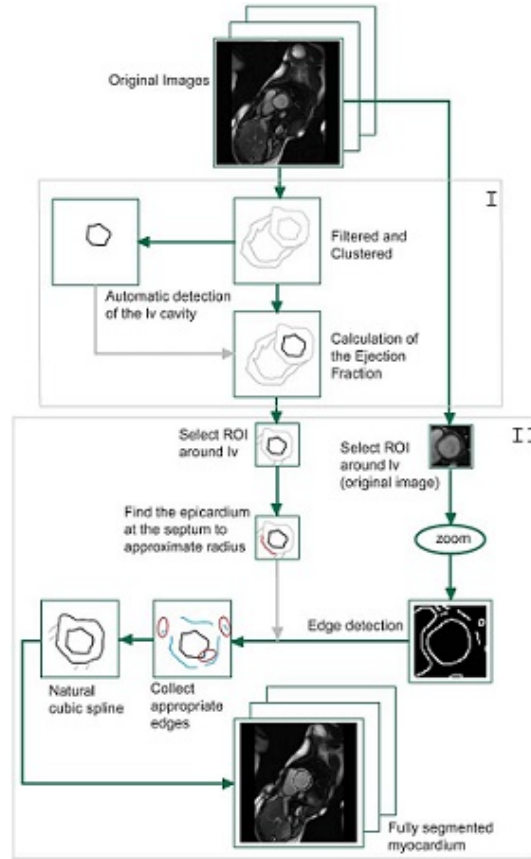 Original Images
I
Filtered and
Clustered
Automatic detection
of the lv cavity
Calculation of
the Ejection
Fraction
II
Select ROI
around lv
Select ROI
around lv
(original image)
Find the epicardium
at the septum to
approximate radius
zoom
Edge detection
Natural
cubic spline
Collect
appropriate
edges
Fully segmented
myocardium